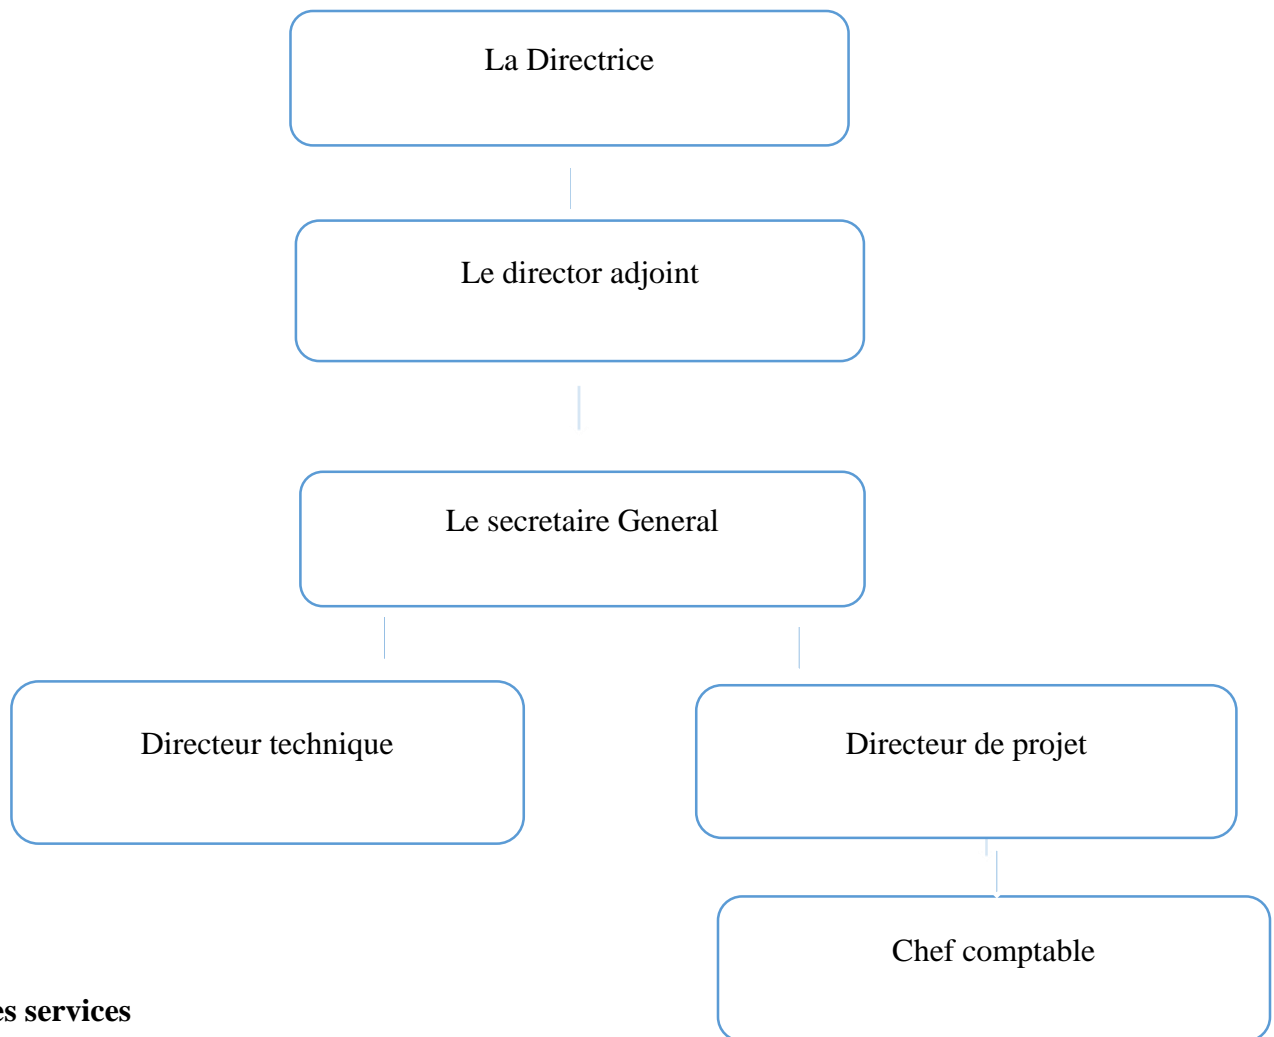 La Directrice
Le director adjoint
Le secretaire General
Directeur technique
Directeur de projet
Chef comptable
es services